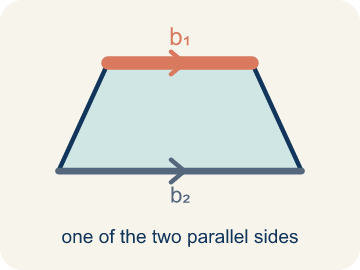 b₁
b₂
one of the two parallel sides